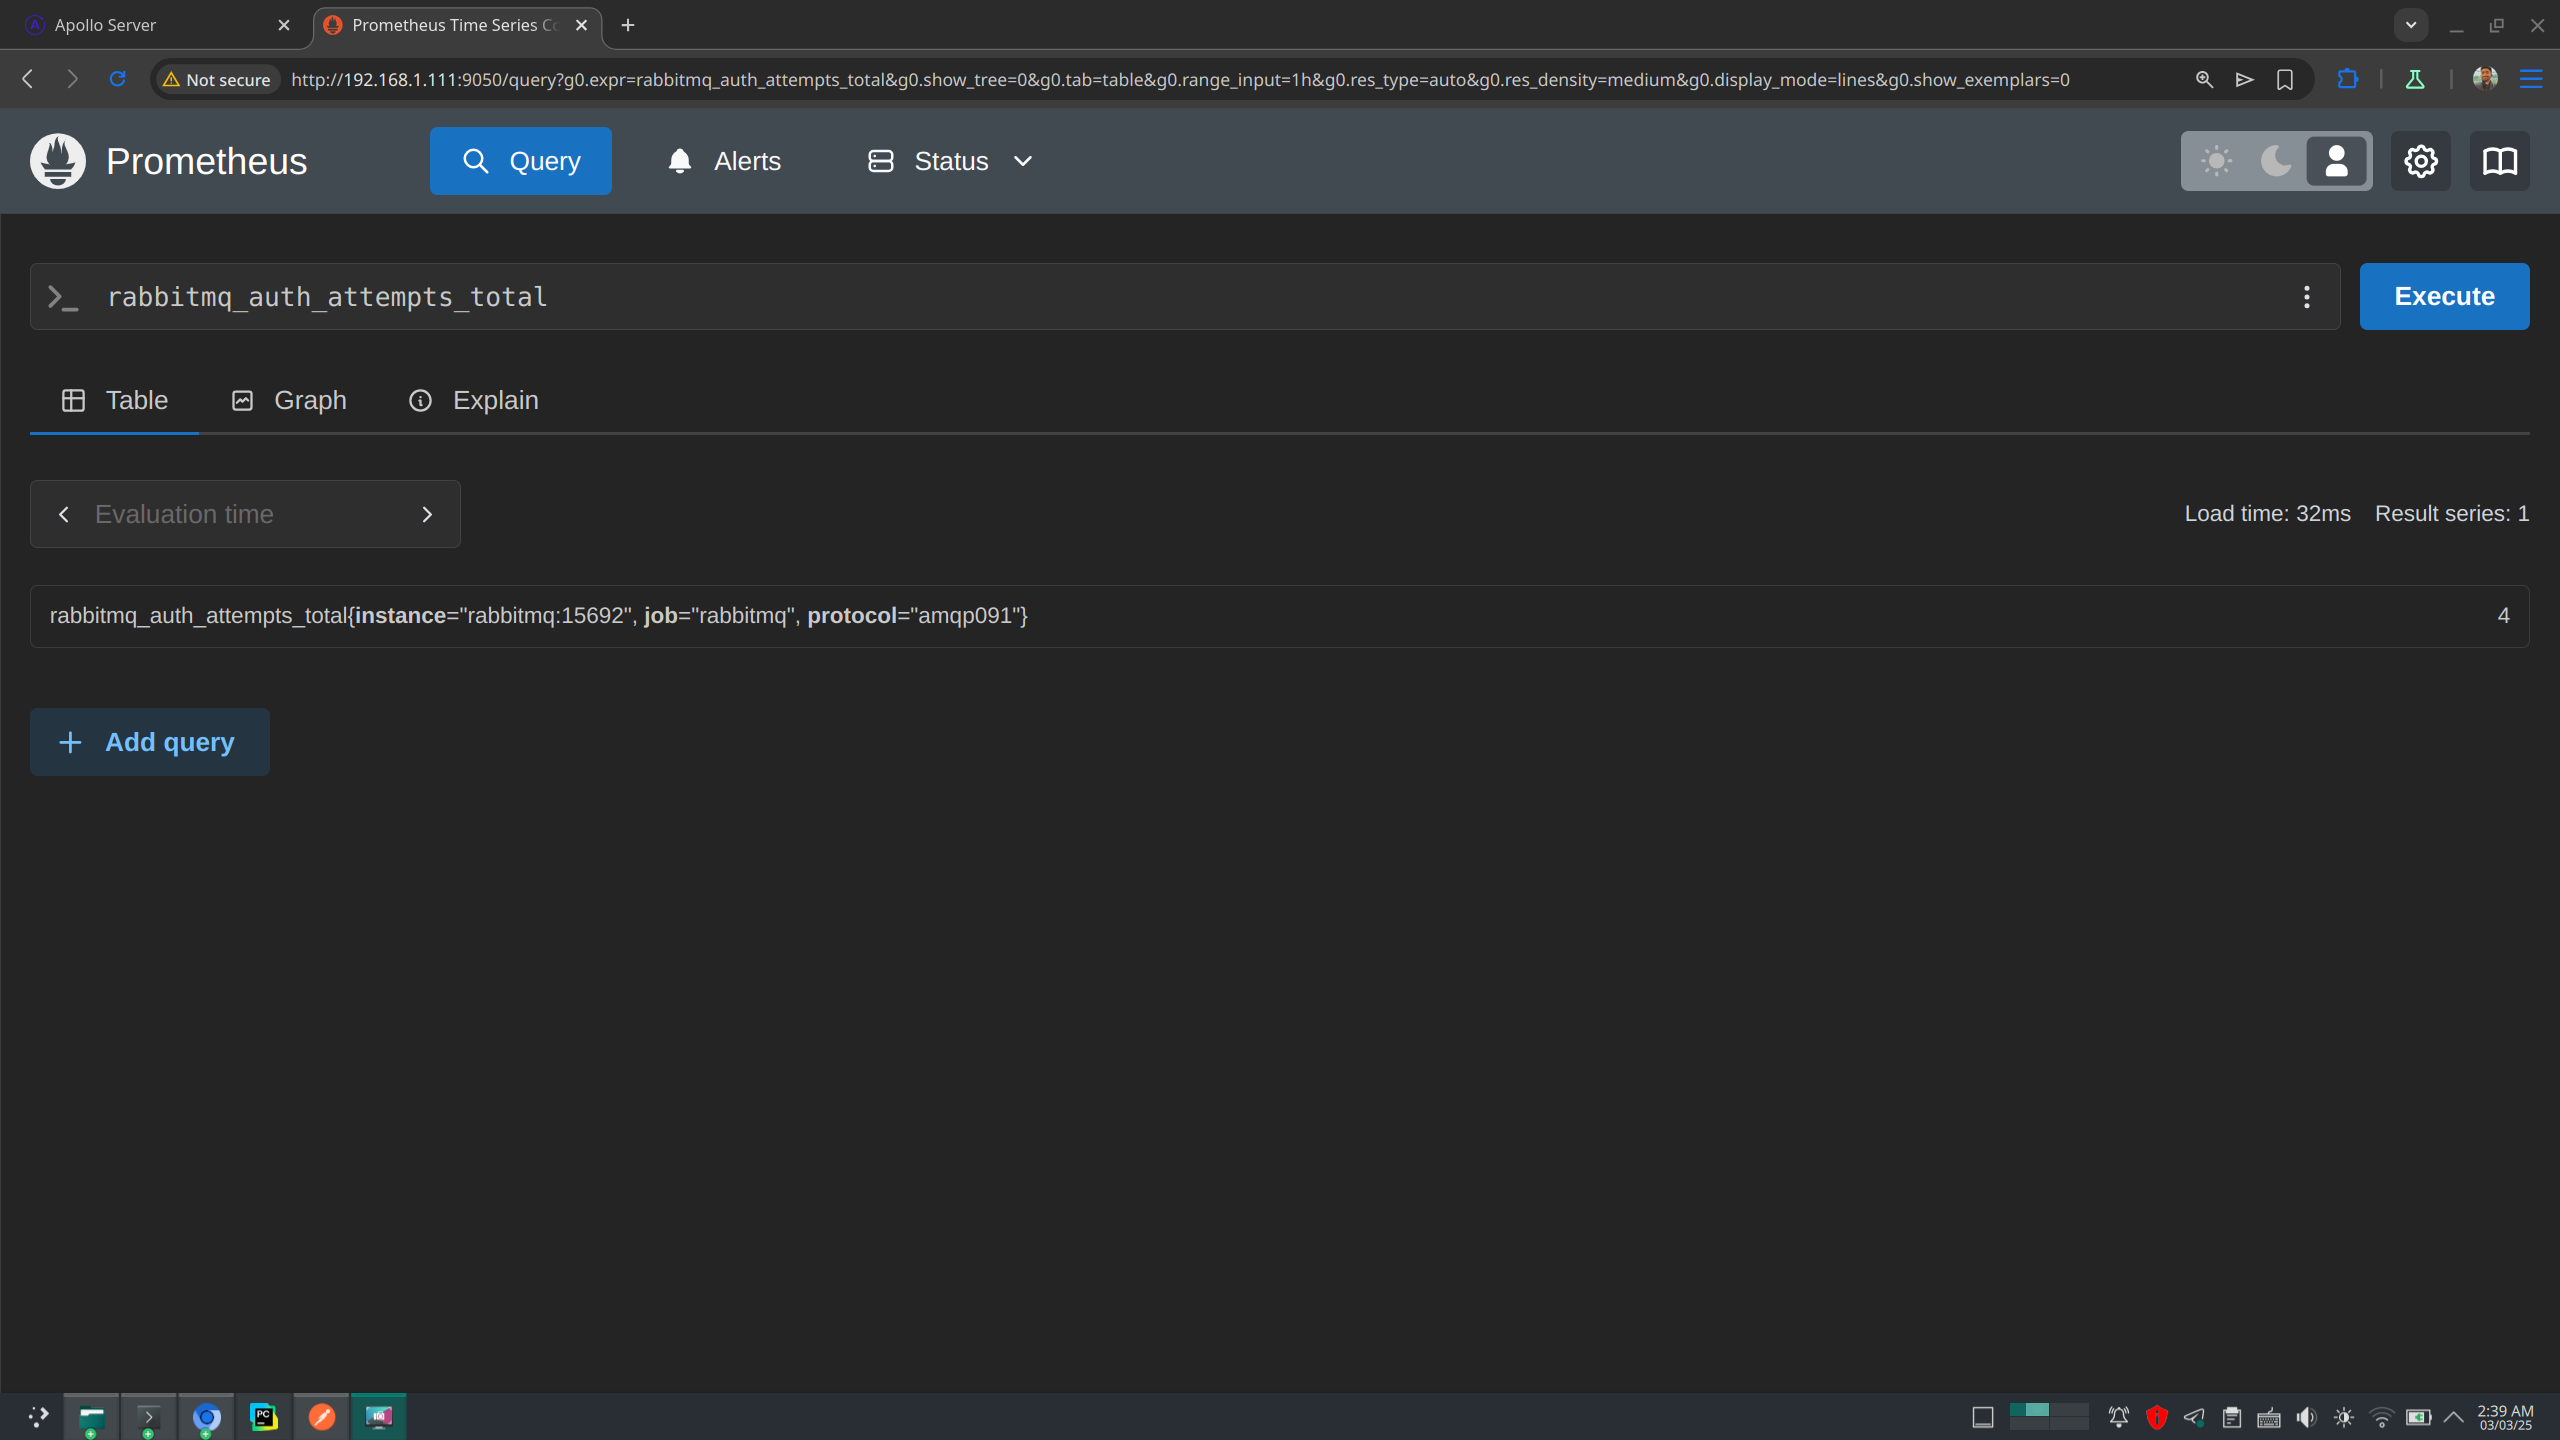 Apollo Server
Prometheus Time Series Co
Not secure
http://192.168.1.111:9050/query?g0.expr=rabbitmq_auth_attempts_total&g0.show_tree=0&g0.tab=table&g0.range_input=1h&g0.res_type=auto&g0.res_density=medium&g0.display_mode=lines&g0.show_exemplars=0
Prometheus
Query
Alerts
Status
rabbitmq_auth_attempts_total
Execute
Table
Graph
Explain
Evaluation time
Load time: 32ms Result series: 1
rabbitmq_auth_attempts_total{instance="rabbitmq:15692", job="rabbitmq", protocol="amqp091"} 4
Add query
PC
2:39 AM
03/03/25